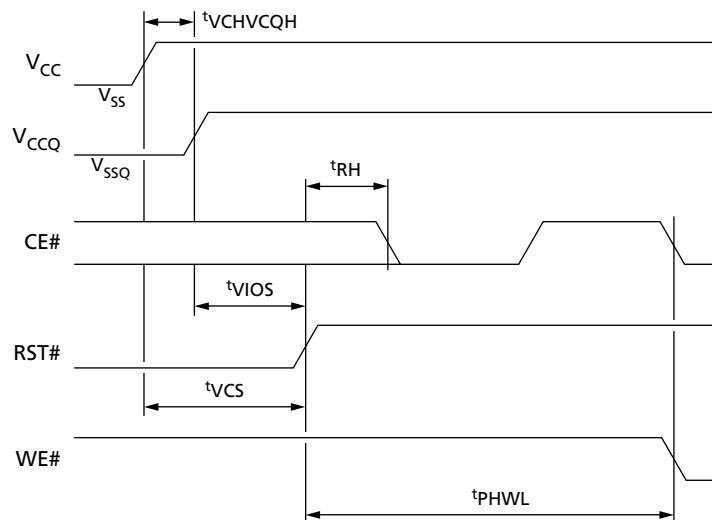 tVCHVCQH
VCC
VSS
VCCQ
VSSQ
tRH
CE#
tVIOS
RST#
tVCS
WE#
tPHWL